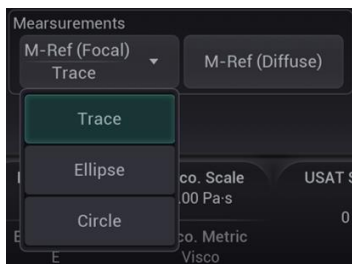 Mearsurements
M-Ref (Focal)
Trace
M-Ref (Diffuse)
Trace
Ellipse
co. Scale
USAT
.00 Pa·s
0
Circle
co. Metric
E
Visco